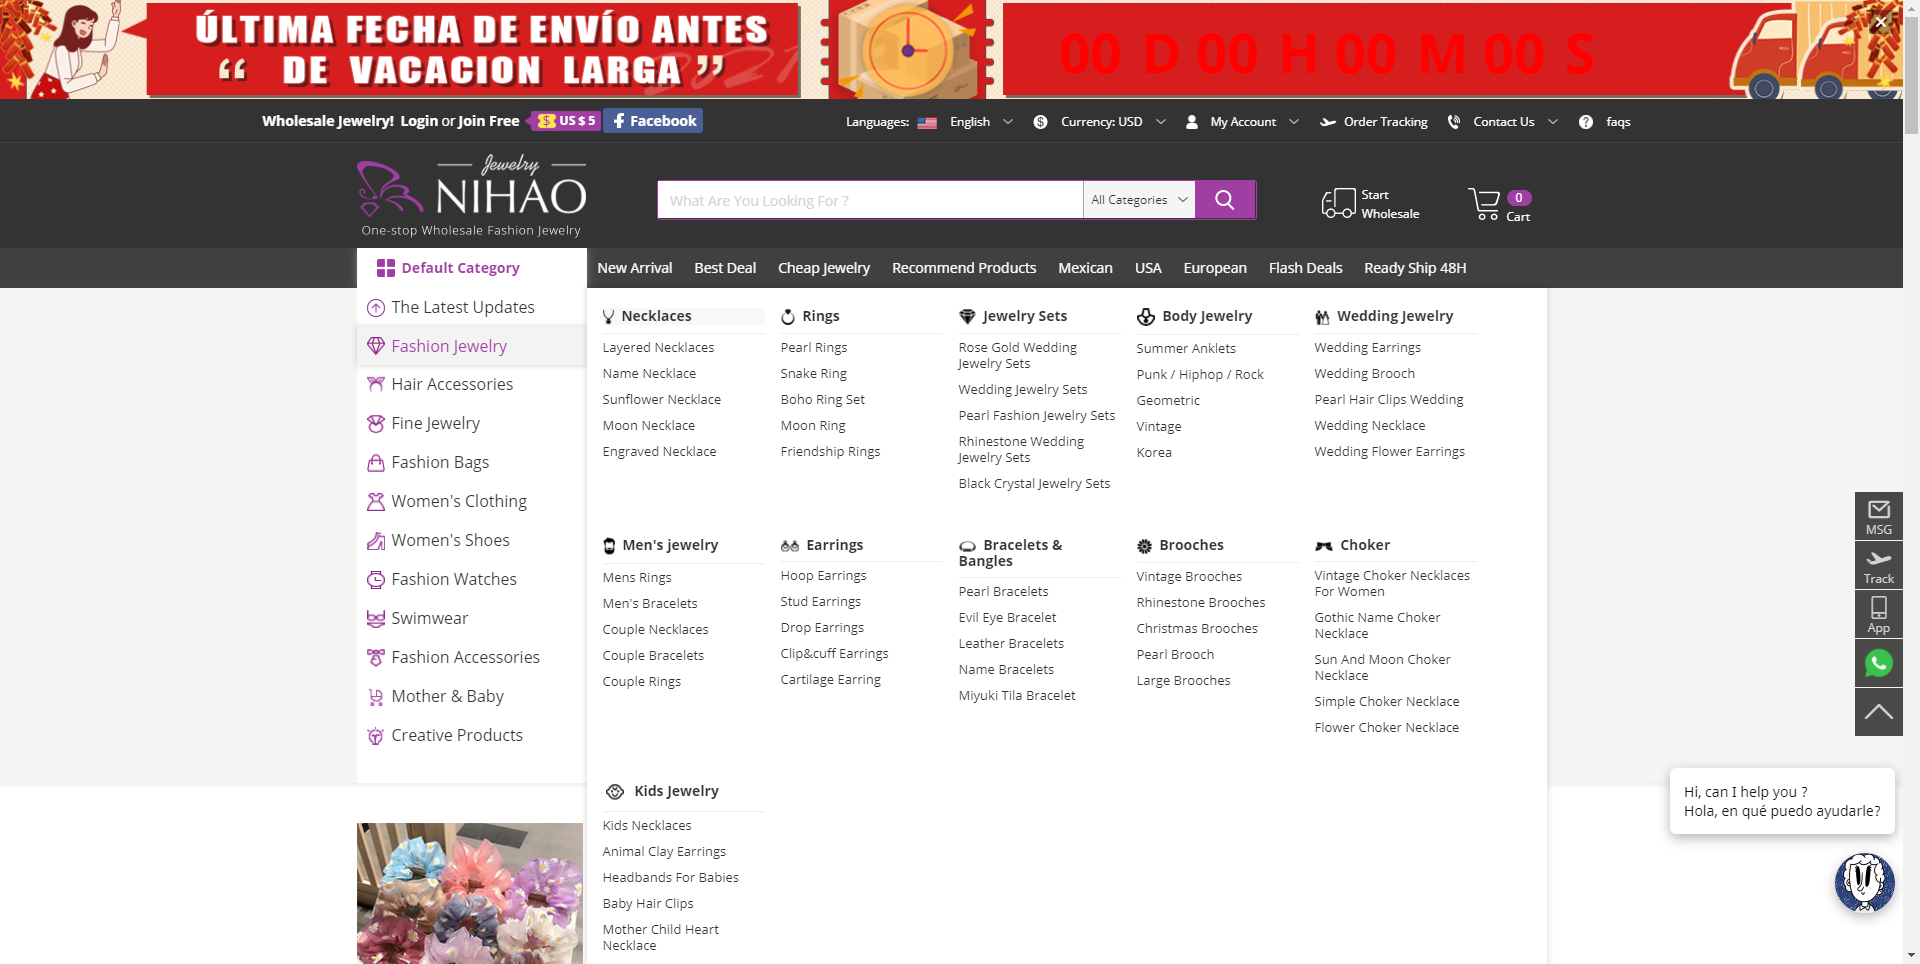 ÚLTIMA FECHA DE ENVÍO ANTES
“ DE VACACION LARGA ”
00 D 00 H 00 M 00 S
Wholesale Jewelry! Login or Join Free $ US $ 5 Facebook
Languages: English Currency: USD My Account Order Tracking Contact Us faqs
Jewelry
NIHAO
One-stop Wholesale Fashion Jewelry
What Are You Looking For ?
All Categories
Start
Wholesale
0
Cart
Default Category
New Arrival Best Deal Cheap Jewelry Recommend Products Mexican USA European Flash Deals Ready Ship 48H
The Latest Updates
Fashion Jewelry
Hair Accessories
Fine Jewelry
Fashion Bags
Women's Clothing
Women's Shoes
Fashion Watches
Swimwear
Fashion Accessories
Mother & Baby
Creative Products
Necklaces
Layered Necklaces
Name Necklace
Sunflower Necklace
Moon Necklace
Engraved Necklace
Rings
Pearl Rings
Snake Ring
Boho Ring Set
Moon Ring
Friendship Rings
Jewelry Sets
Rose Gold Wedding
Jewelry Sets
Wedding Jewelry Sets
Pearl Fashion Jewelry Sets
Rhinestone Wedding
Jewelry Sets
Black Crystal Jewelry Sets
Body Jewelry
Summer Anklets
Punk / Hiphop / Rock
Geometric
Vintage
Korea
Wedding Jewelry
Wedding Earrings
Wedding Brooch
Pearl Hair Clips Wedding
Wedding Necklace
Wedding Flower Earrings
Men's jewelry
Mens Rings
Men's Bracelets
Couple Necklaces
Couple Bracelets
Couple Rings
Earrings
Hoop Earrings
Stud Earrings
Drop Earrings
Clip&cuff Earrings
Cartilage Earring
Bracelets &
Bangles
Pearl Bracelets
Evil Eye Bracelet
Leather Bracelets
Name Bracelets
Miyuki Tila Bracelet
Brooches
Vintage Brooches
Rhinestone Brooches
Christmas Brooches
Pearl Brooch
Large Brooches
Choker
Vintage Choker Necklaces
For Women
Gothic Name Choker
Necklace
Sun And Moon Choker
Necklace
Simple Choker Necklace
Flower Choker Necklace
Kids Jewelry
Kids Necklaces
Animal Clay Earrings
Headbands For Babies
Baby Hair Clips
Mother Child Heart
Necklace
MSG
Track
App
Hi, can I help you ?
Hola, en qué puedo ayudarle?